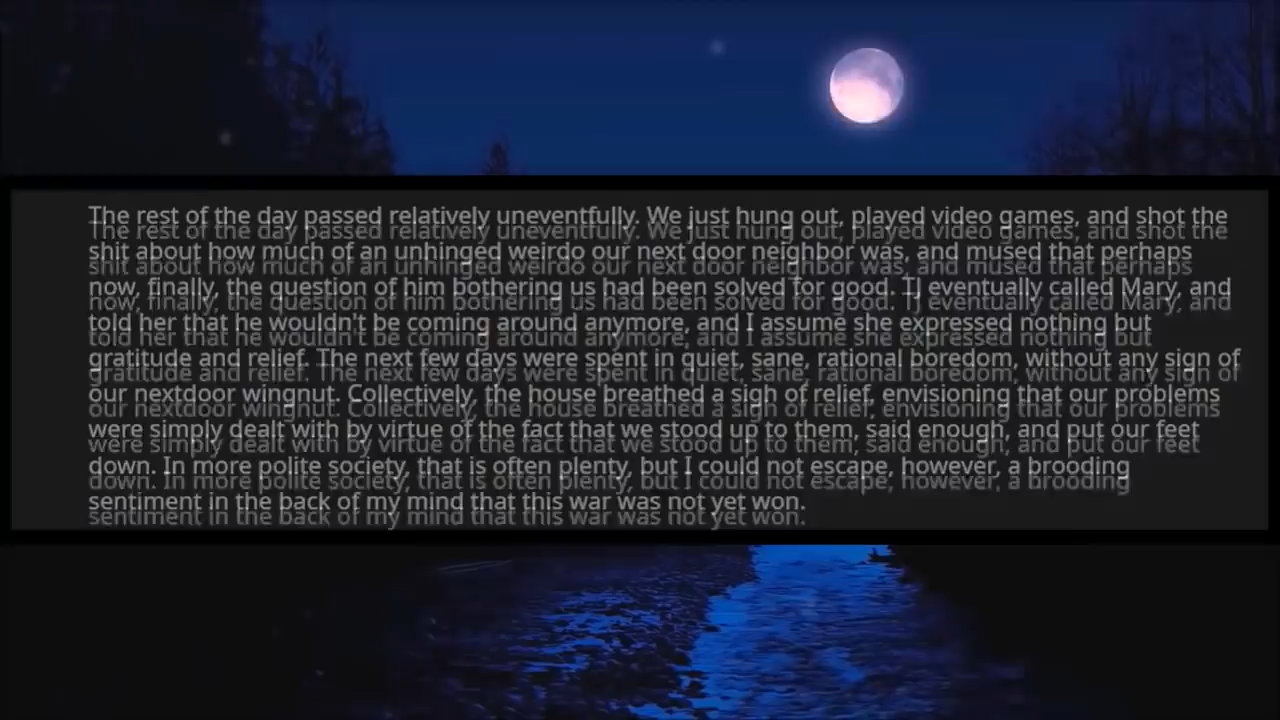 The rest of the day passed relatively uneventfully. We just hung out, played video games, and shot the
shit about how much of an unhinged weirdo our next door neighbor was, and mused that perhaps
now, finally, the question of him bothering us had been solved for good. TJ eventually called Mary, and
told her that he wouldn't be coming around anymore, and I assume she expressed nothing but
gratitude and relief. The next few days were spent in quiet, sane, rational boredom, without any sign of
our nextdoor wingnut. Collectively, the house breathed a sigh of relief, envisioning that our problems
were simply dealt with by virtue of the fact that we stood up to them, said enough, and put our feet
down. In more polite society, that is often plenty, but I could not escape, however, a brooding
sentiment in the back of my mind that this war was not yet won.